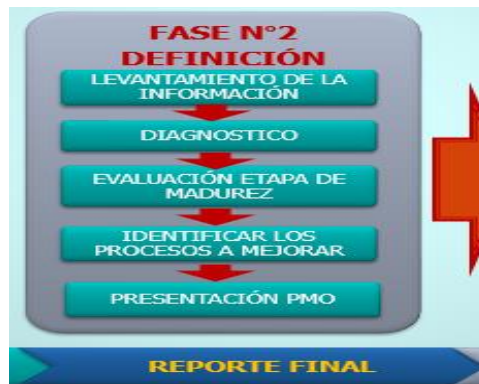 FASE N°2
DEFINICIÓN
LEVANTAMIENTO DE LA
INFORMACIÓN
DIAGNOSTICO
EVALUACIÓN ETAPA DE
MADUREZ
IDENTIFICAR LOS
PROCESOS A MEJORAR
PRESENTACIÓN PMO
REPORTE FINAL